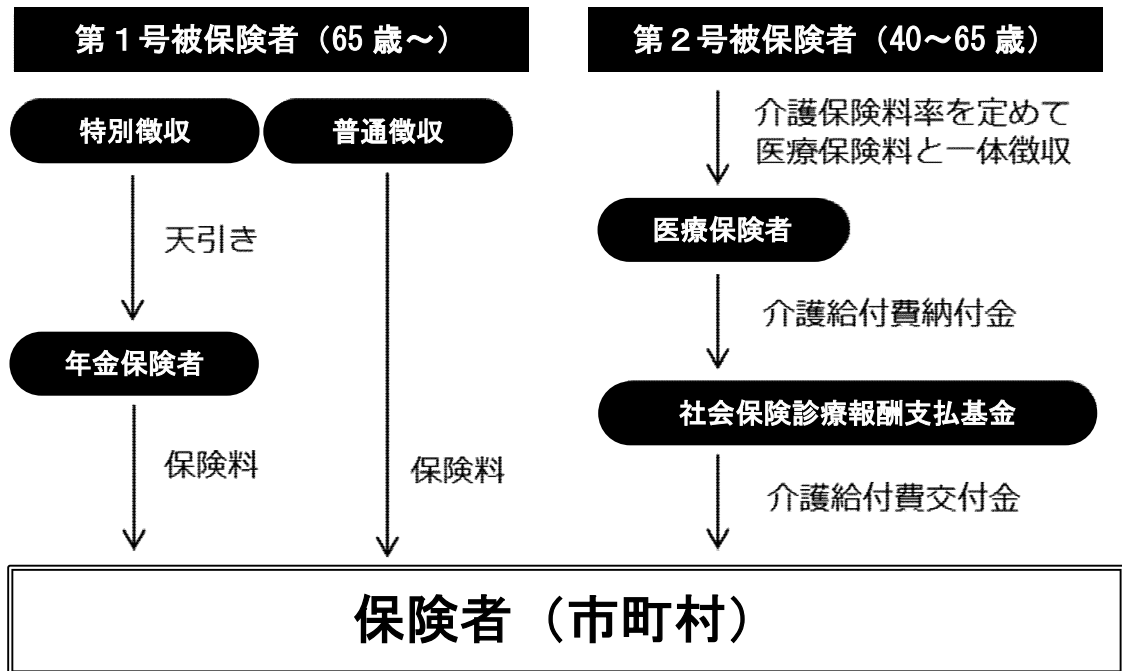 第１号被保険者（65歳～）
特別徴収
普通徴収
天引き
年金保険者
保険料
保険料
第２号被保険者（40～65歳）
介護保険料率を定めて
医療保険料と一体徴収
医療保険者
介護給付費納付金
社会保険診療報酬支払基金
介護給付費交付金
保険者（市町村）